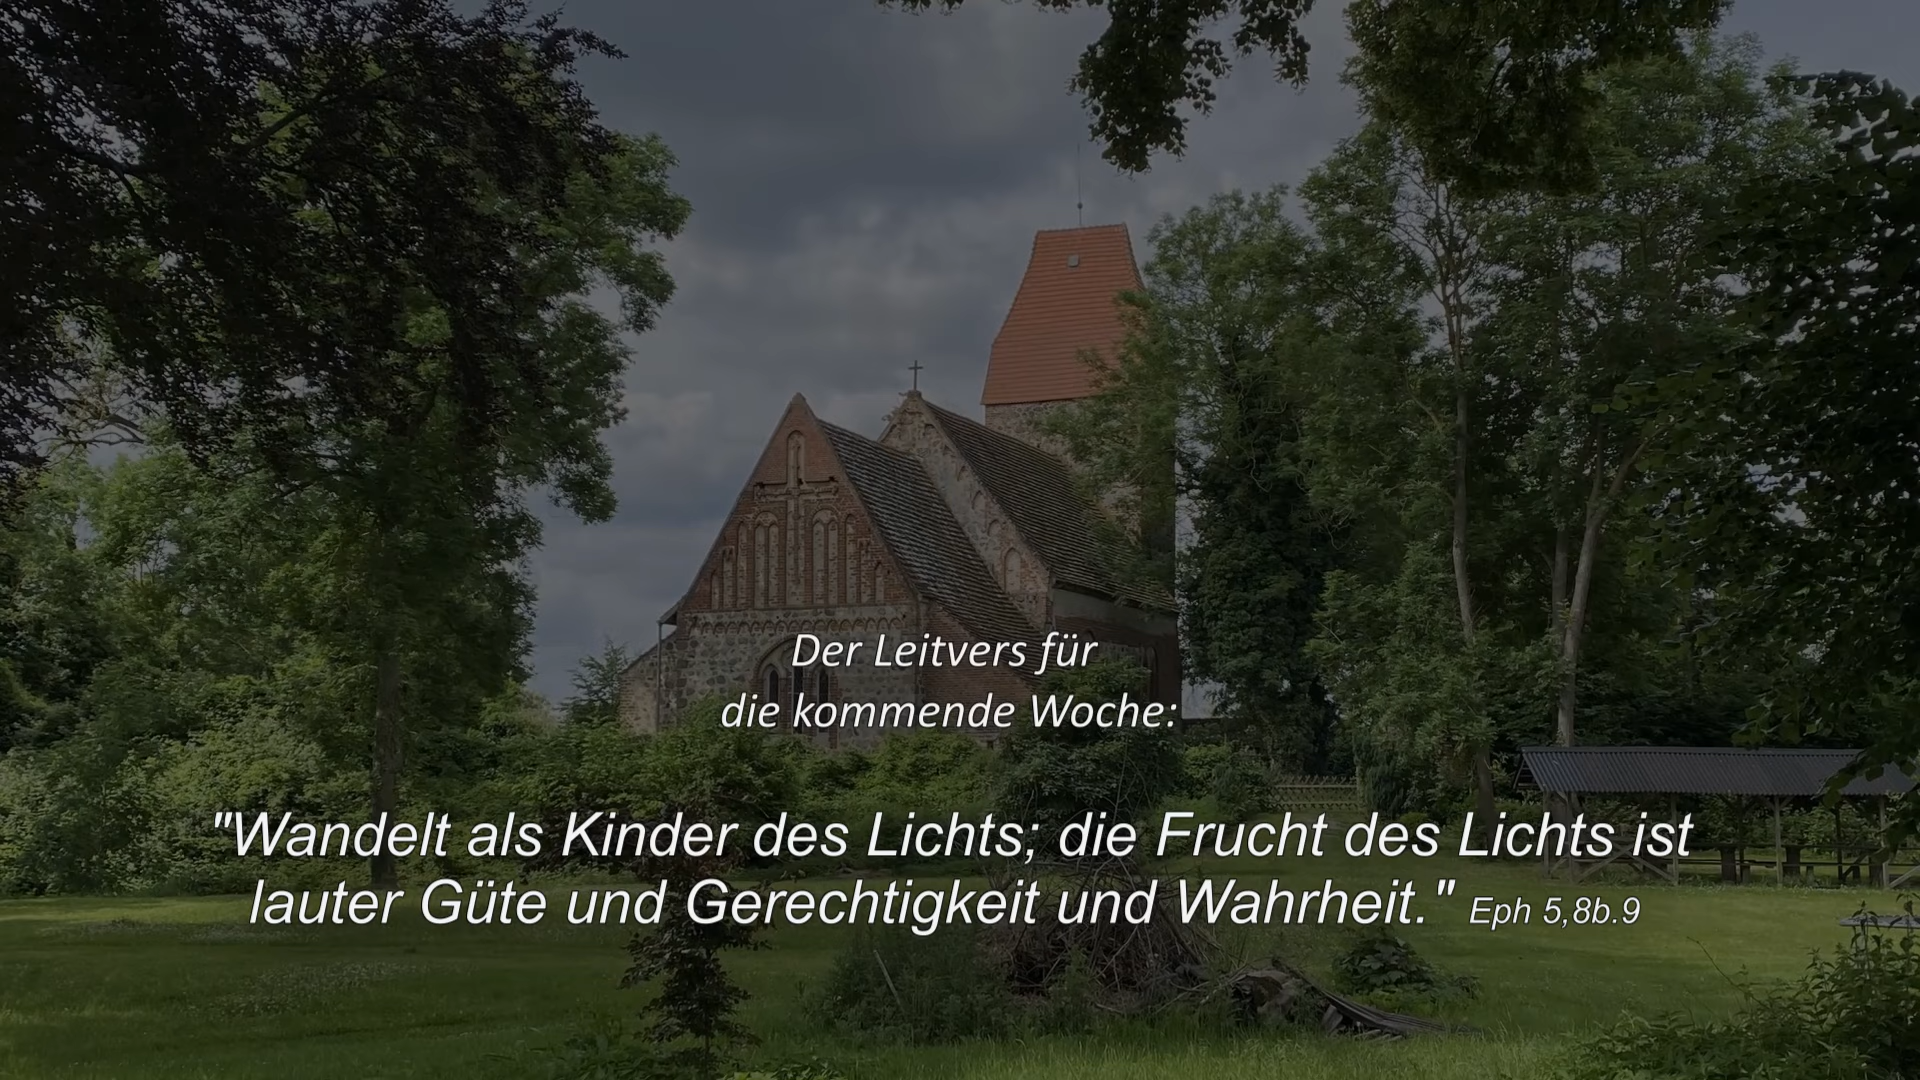 Der Leitvers für
die kommende Woche:
"Wandelt als Kinder des Lichts; die Frucht des Lichts ist
lauter Güte und Gerechtigkeit und Wahrheit." Eph 5,8b.9